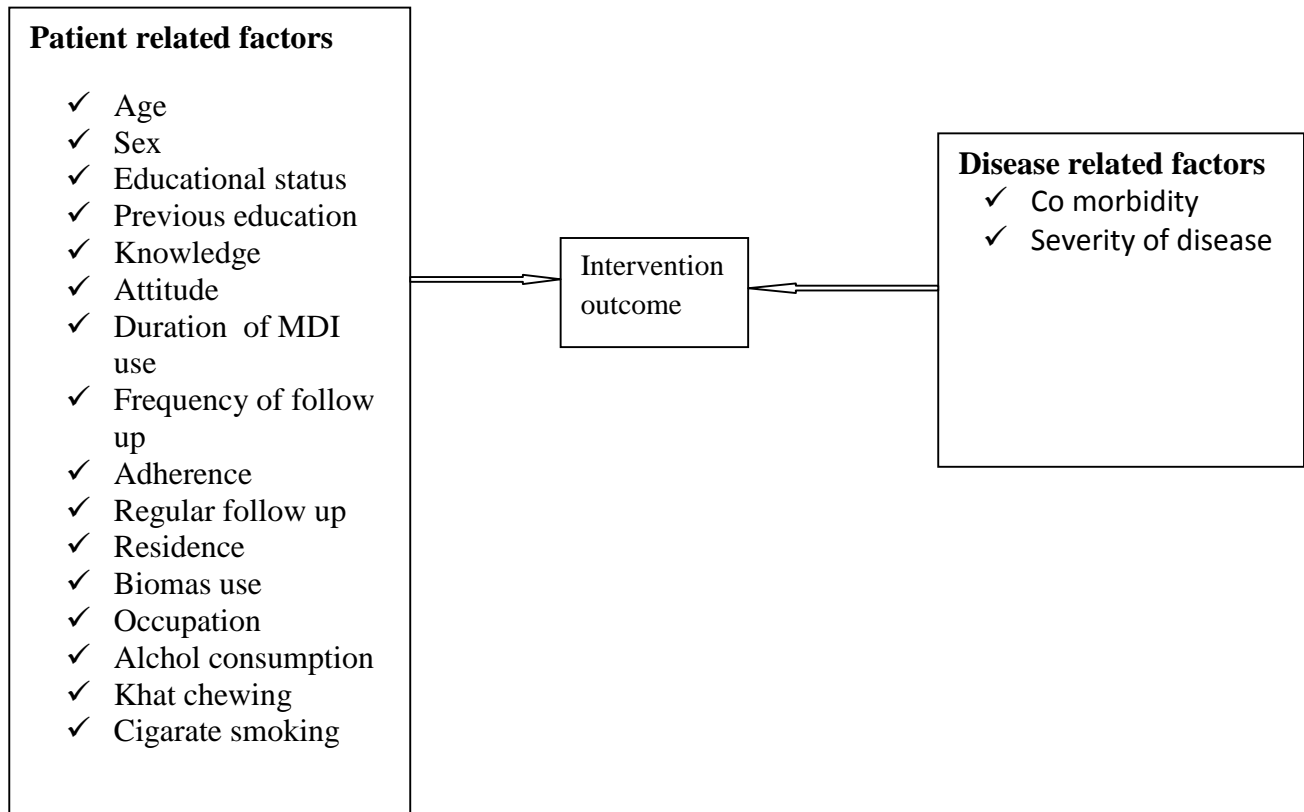 Patient related factors
✓ Age
✓ Sex
✓ Educational status
✓ Previous education
✓ Knowledge
✓ Attitude
✓ Duration of MDI
use
✓ Frequency of follow
up
✓ Adherence
✓ Regular follow up
✓ Residence
✓ Biomas use
✓ Occupation
✓ Alchol consumption
✓ Khat chewing
✓ Cigarate smoking
Intervention
outcome
Disease related factors
✓ Co morbidity
✓ Severity of disease